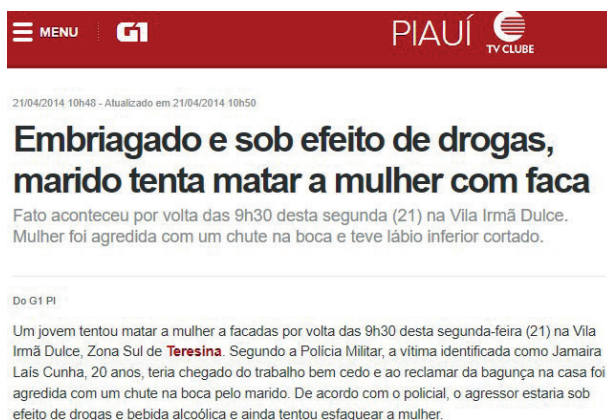 MENU G1 PIAUÍ TV CLUBE
21/04/2014 10h48 - Atualizado em 21/04/2014 10h50
Embriagado e sob efeito de drogas,
marido tenta matar a mulher com faca
Fato aconteceu por volta das 9h30 desta segunda (21) na Vila Irmã Dulce.
Mulher foi agredida com um chute na boca e teve lábio inferior cortado.
Do G1 PI
Um jovem tentou matar a mulher a facadas por volta das 9h30 desta segunda-feira (21) na Vila
Irmã Dulce, Zona Sul de Teresina. Segundo a Polícia Militar, a vítima identificada como Jamaira
Laís Cunha, 20 anos, teria chegado do trabalho bem cedo e ao reclamar da bagunça na casa foi
agredida com um chute na boca pelo marido. De acordo com o policial, o agressor estaria sob
efeito de drogas e bebida alcoólica e ainda tentou esfaquear a mulher.